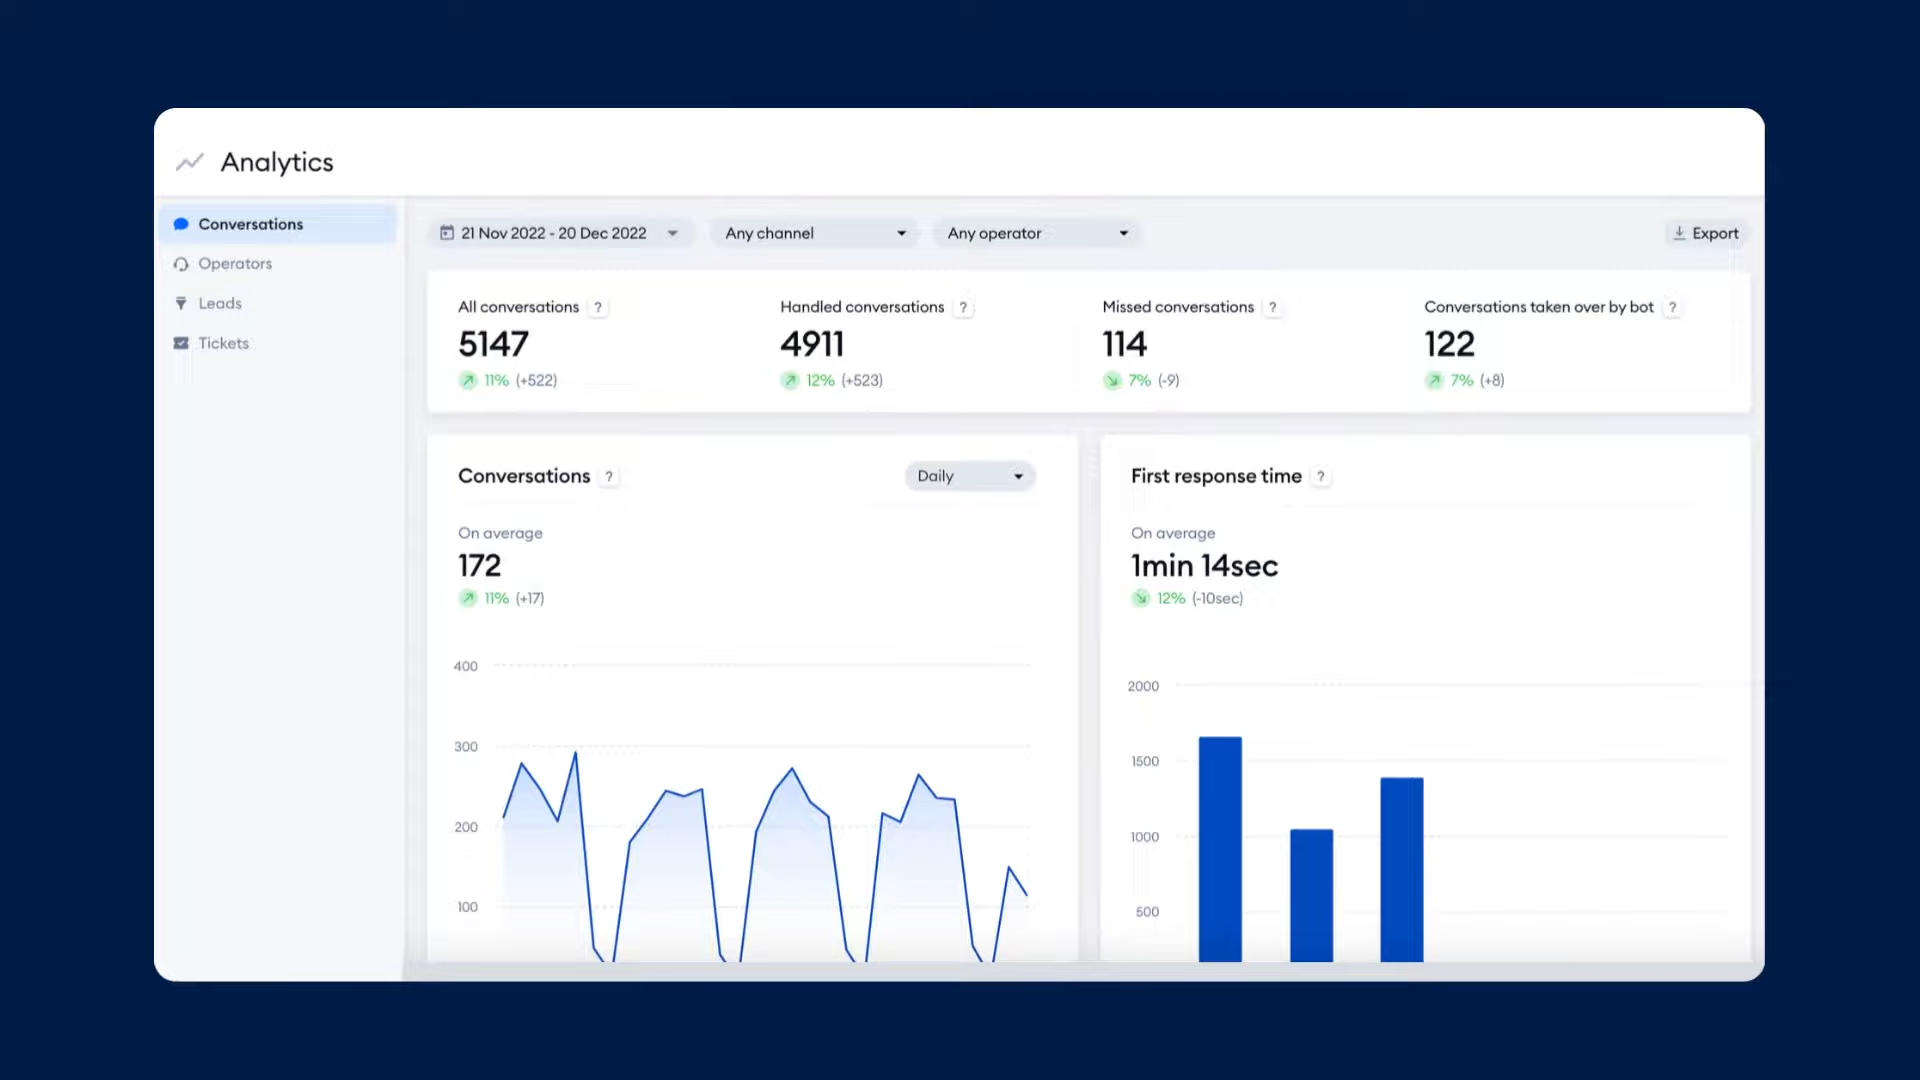 Analytics
Conversations
Operators
Leads
Tickets
21 Nov 2022 - 20 Dec 2022
Any channel
Any operator
Export
All conversations ?
5147
11% (+522)
Handled conversations ?
4911
12% (+523)
Missed conversations ?
114
7% (-9)
Conversations taken over by bot ?
122
7% (+8)
Conversations ?
Daily
On average
172
11% (+17)
400
300
200
100
First response time ?
On average
1min 14sec
12% (-10sec)
2000
1500
1000
500